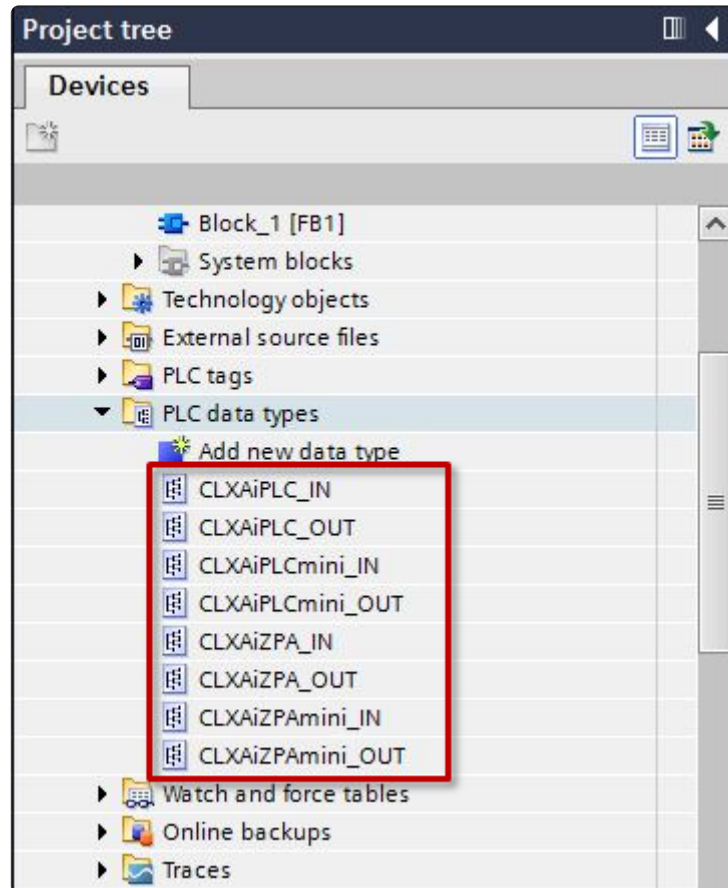 Project tree
Devices
Block_1 [FB1]
System blocks
Technology objects
External source files
PLC tags
PLC data types
Add new data type
CLXAiPLC_IN
CLXAiPLC_OUT
CLXAiPLCmini_IN
CLXAiPLCmini_OUT
CLXAiZPA_IN
CLXAiZPA_OUT
CLXAiZPAmini_IN
CLXAiZPAmini_OUT
Watch and force tables
Online backups
Traces